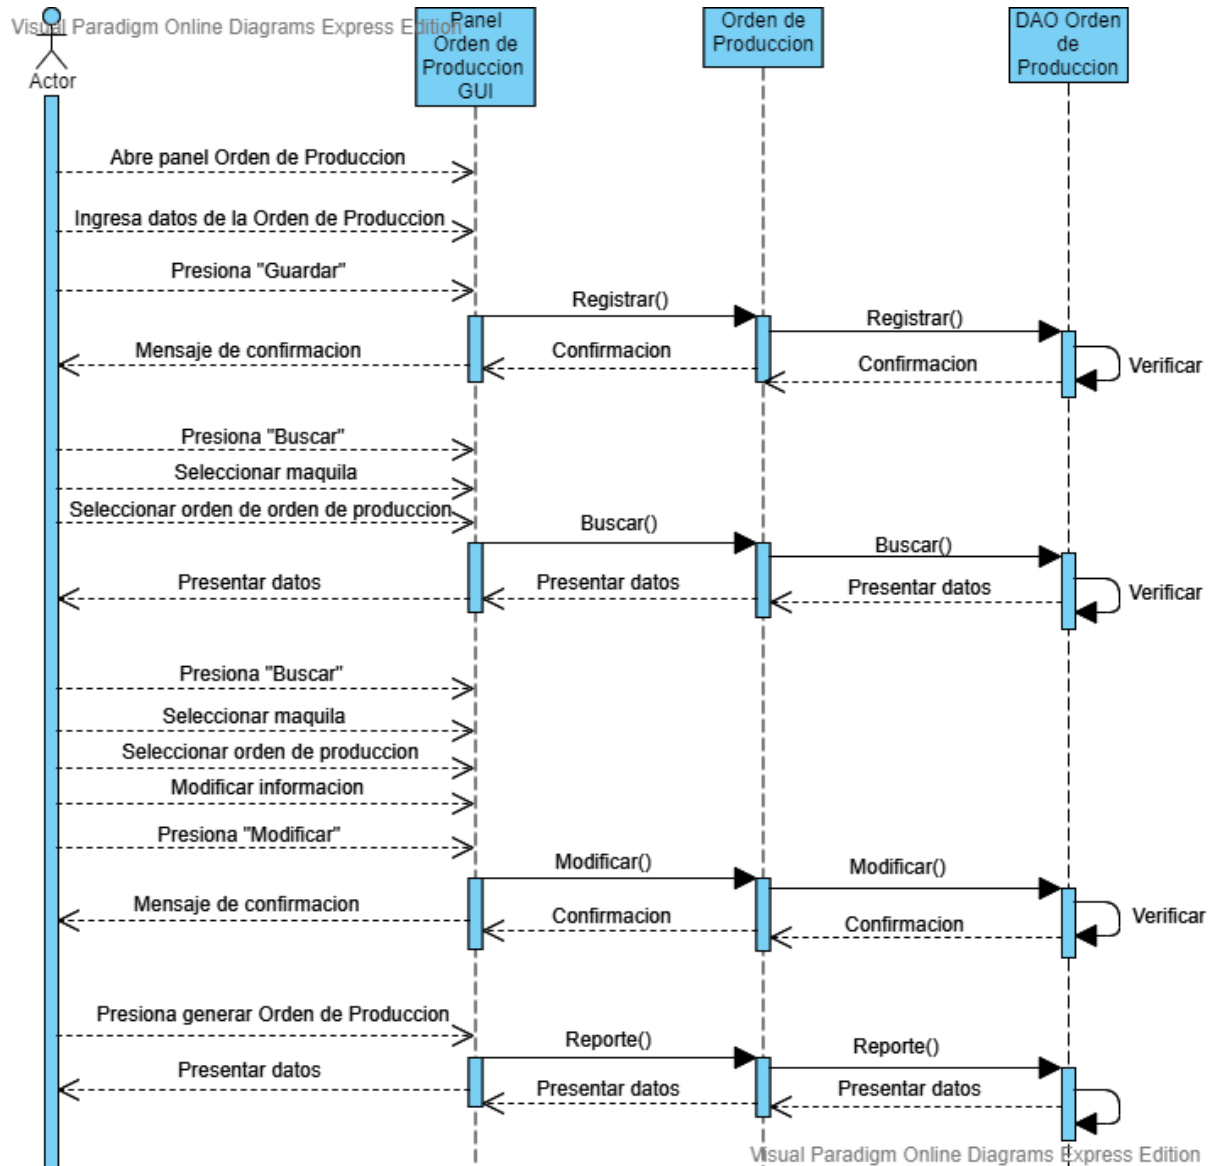 Visual Paradigm Online Diagrams Express Edition
Actor
Panel
Orden de
Produccion
GUI
Orden de
Produccion
DAO Orden
de
Produccion
Abre panel Orden de Produccion
Ingresa datos de la Orden de Produccion
Presiona "Guardar"
Registrar()
Registrar()
Mensaje de confirmacion
Confirmacion
Confirmacion
Verificar
Presiona "Buscar"
Seleccionar maquila
Seleccionar orden de orden de produccion
Buscar()
Buscar()
Presentar datos
Presentar datos
Presentar datos
Verificar
Presiona "Buscar"
Seleccionar maquila
Seleccionar orden de produccion
Modificar informacion
Presiona "Modificar"
Modificar()
Modificar()
Mensaje de confirmacion
Confirmacion
Confirmacion
Verificar
Presiona generar Orden de Produccion
Reporte()
Reporte()
Presentar datos
Presentar datos
Presentar datos
Visual Paradigm Online Diagrams Express Edition